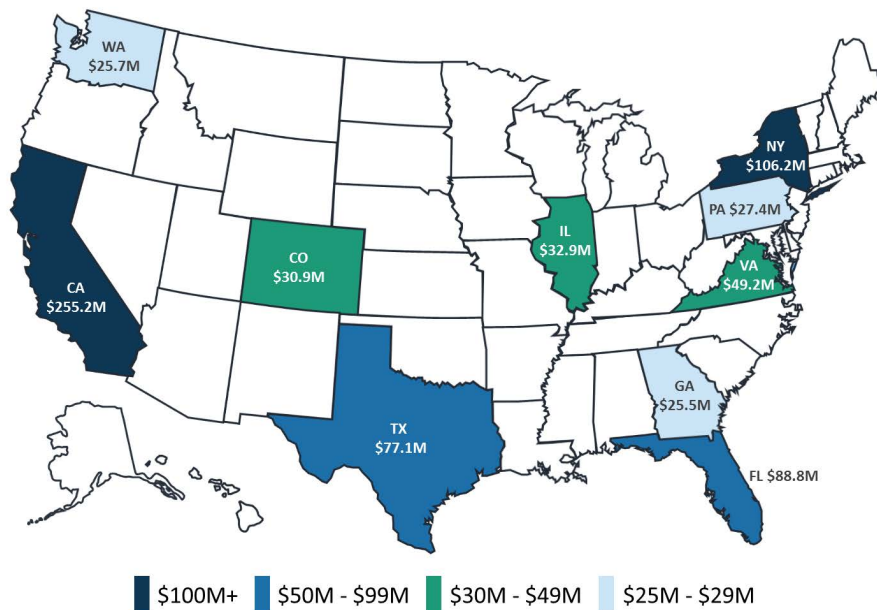 WA
$25.7M
NY
$106.2M
PA $27.4M
IL
$32.9M
CO
$30.9M
VA
$49.2M
CA
$255.2M
GA
$25.5M
TX
$77.1M
FL $88.8M
$100M+
$50M - $99M
$30M - $49M
$25M - $29M